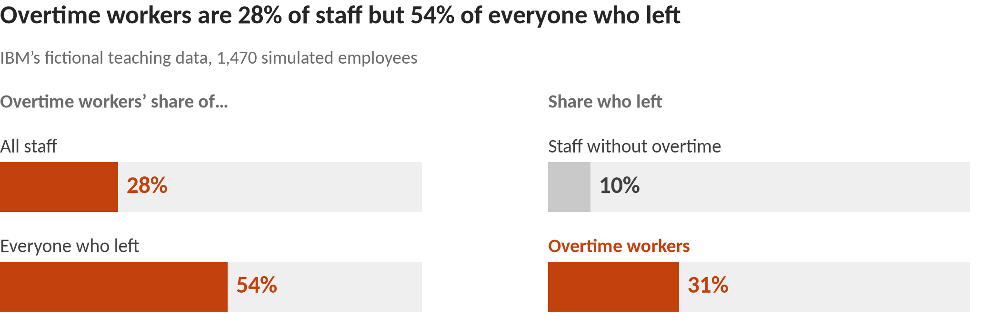 Overtime workers are 28% of staff but 54% of everyone who left
IBM’s fictional teaching data, 1,470 simulated employees
Overtime workers’ share of…
All staff
28%
Everyone who left
54%
Share who left
Staff without overtime
10%
Overtime workers
31%